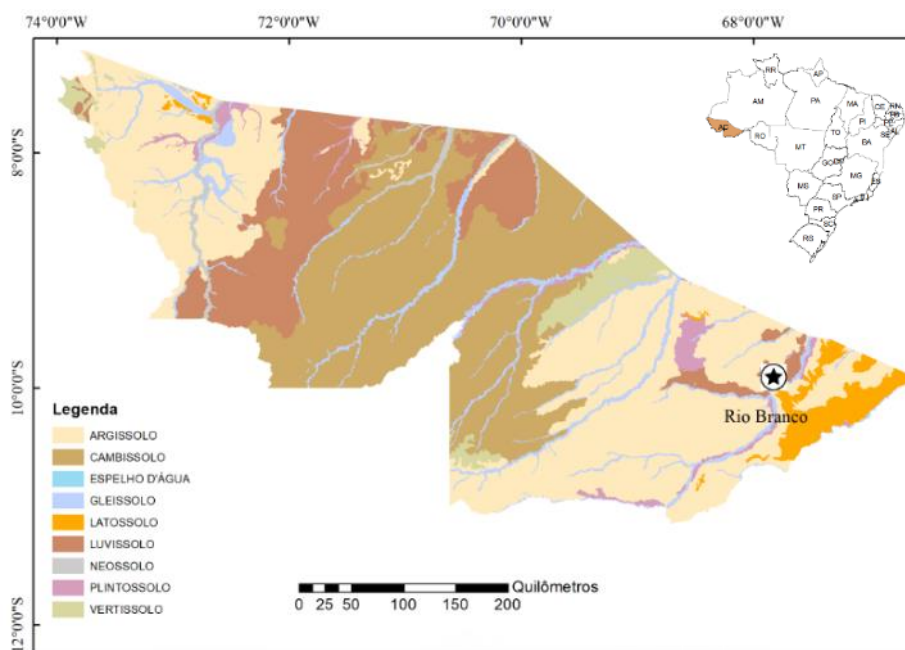 74°0'0"W
72°0'0"W
70°0'0"W
68°0'0"W
8°0'0"S
10°0'0"S
12°0'0"S
RR
AP
AM
PA
MA
CE
RN
PI
AC
RO
TO
MT
BA
SE
GO
MG
MS
ES
SP
PR
SC
RS
Rio Branco
Legenda
ARGISSOLO
CAMBISSOLO
ESPELHO D'ÁGUA
GLEISSOLO
LATOSSOLO
LUVISSOLO
NEOSSOLO
PLINTOSSOLO
VERTISSOLO
Quilômetros
0 25 50 100 150 200